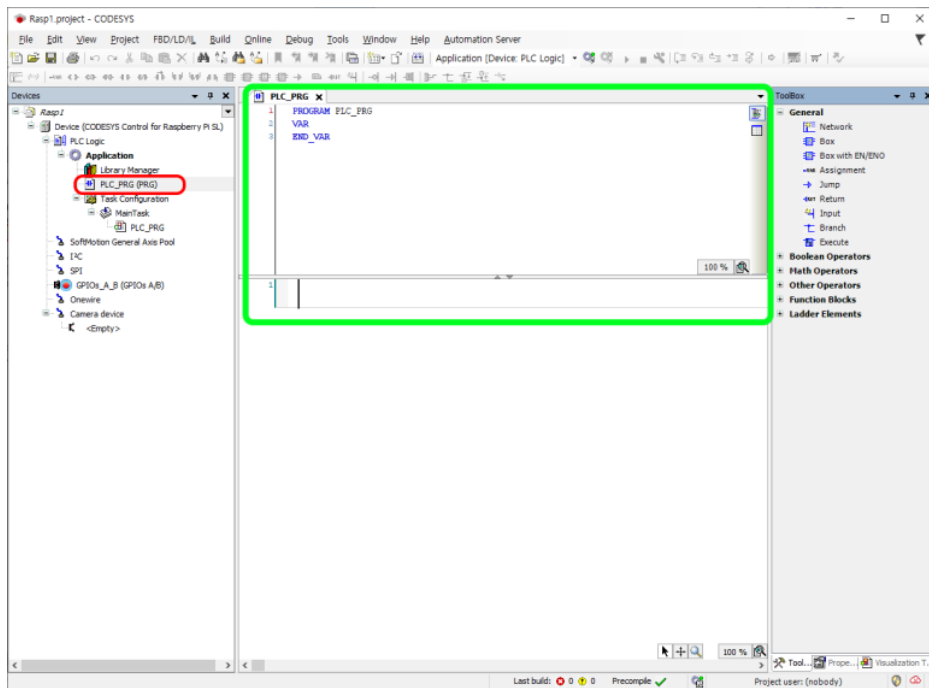 Rasp1.project - CODESYS
File Edit View Project FBD/LD/IL Build Online Debug Tools Window Help Automation Server
Application [Device: PLC Logic]
Devices
Rasp1
Device (CODESYS Control for Raspberry Pi SL)
PLC Logic
Application
Library Manager
PLC_PRG (PRG)
Task Configuration
MainTask
PLC_PRG
SoftMotion General Axis Pool
I²C
SPI
GPIOs_A_B (GPIOs A/B)
Onewire
Camera device
<Empty>
PLC_PRG
1 PROGRAM PLC_PRG
2 VAR
3 END_VAR
100 %
1
100 %
ToolBox
General
Network
Box
Box with EN/ENO
Assignment
Jump
Return
Input
Branch
Execute
Boolean Operators
Math Operators
Other Operators
Function Blocks
Ladder Elements
Tool... Prope... Visualization T...
Last build: 0 0 Precompile Project user: (nobody)